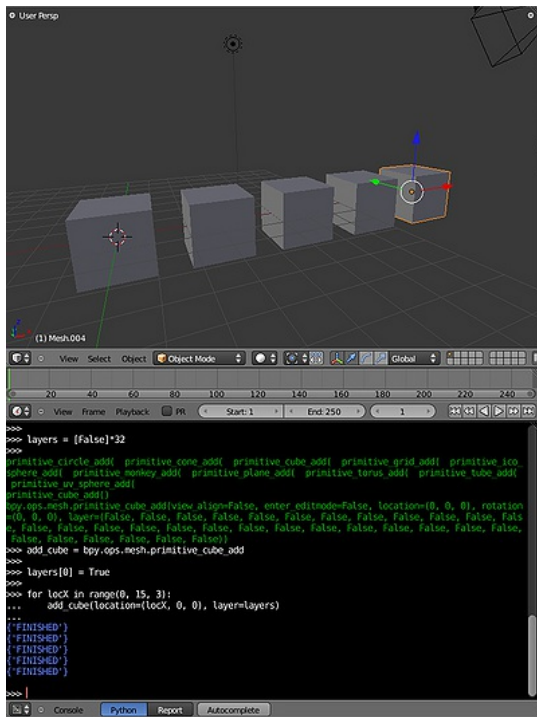 User Persp
(1) Mesh.004
View Select Object Object Mode Global
20 40 60 80 100 120 140 160 180 200 220 240
View Frame Playback PR Start: 1 End: 250 1
>>>
>>> layers = [False]*32
>>>
primitive_circle_add( primitive_cone_add( primitive_cube_add( primitive_grid_add( primitive_ico_
sphere_add( primitive_monkey_add( primitive_plane_add( primitive_torus_add( primitive_tube_add(
primitive_uv_sphere_add(
primitive_cube_add()
bpy.ops.mesh.primitive_cube_add(view_align=False, enter_editmode=False, location=(0, 0, 0), rotation
=(0, 0, 0), layer=[False, False, False, False, False, False, False, False, False, False, False, Fals
e, False, False, False, False, False, False, False, False, False, False, False, False, False, False,
False, False, False, False, False, False])
>>> add_cube = bpy.ops.mesh.primitive_cube_add
>>>
>>> layers[0] = True
>>>
>>> for locX in range(0, 15, 3):
... add_cube(location=(locX, 0, 0), layer=layers)
...
{'FINISHED'}
{'FINISHED'}
{'FINISHED'}
{'FINISHED'}
{'FINISHED'}
>>>
Console Python Report Autocomplete